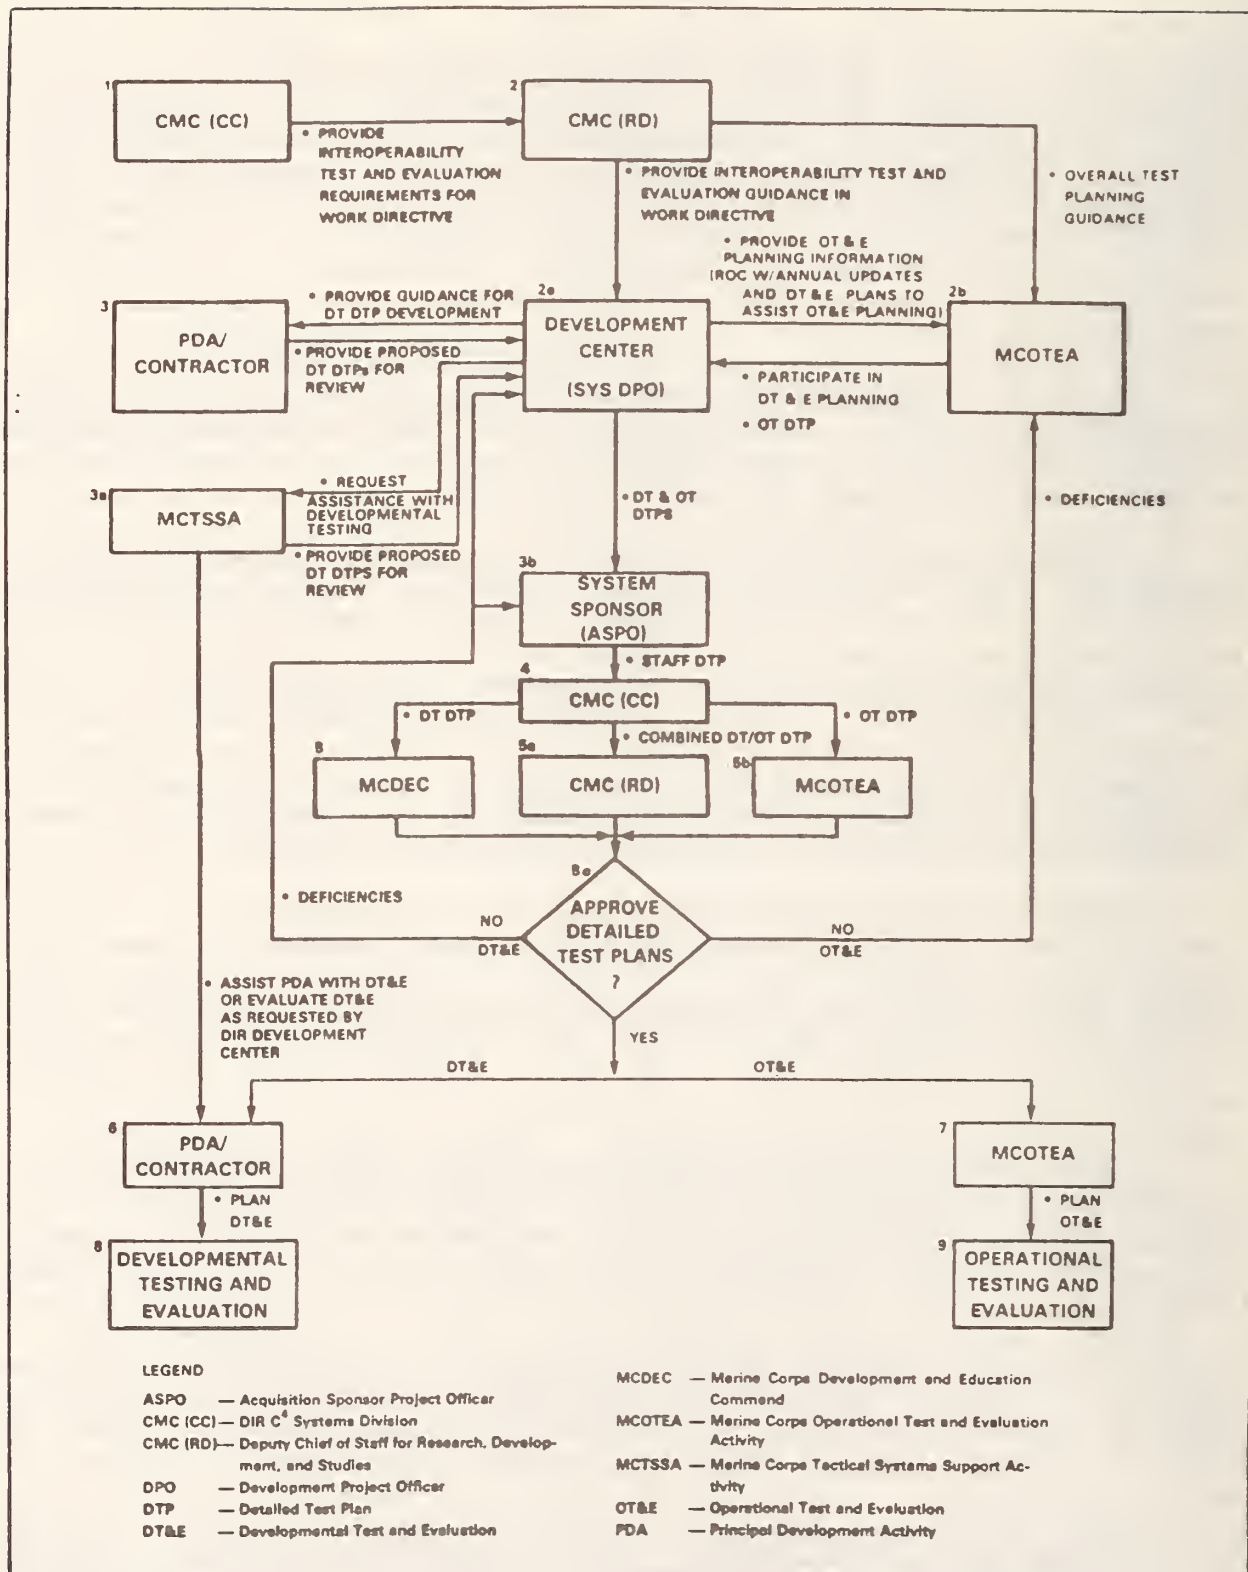 1
CMC (CC)
2
CMC (RD)
• PROVIDE
INTEROPERABILITY
TEST AND EVALUATION
REQUIREMENTS FOR
WORK DIRECTIVE
• PROVIDE INTEROPERABILITY TEST AND
EVALUATION GUIDANCE IN
WORK DIRECTIVE
• OVERALL TEST
PLANNING
GUIDANCE
• PROVIDE OT & E
PLANNING INFORMATION
(ROC W/ANNUAL UPDATES
AND DT & E PLANS TO
ASSIST OT&E PLANNING)
3
PDA/
CONTRACTOR
• PROVIDE GUIDANCE FOR
DT DTP DEVELOPMENT
• PROVIDE PROPOSED
DT DTPs FOR
REVIEW
2a
DEVELOPMENT
CENTER
(SYS DPO)
2b
MCOTEA
• PARTICIPATE IN
DT & E PLANNING
• OT DTP
3a
MCTSSA
• REQUEST
ASSISTANCE WITH
DEVELOPMENTAL
TESTING
• PROVIDE PROPOSED
DT DTPS FOR
REVIEW
• DT & OT
DTPS
• DEFICIENCIES
3b
SYSTEM
SPONSOR
(ASPO)
• STAFF DTP
4
CMC (CC)
• DT DTP
• COMBINED DT/OT DTP
• OT DTP
5
MCDEC
5a
CMC (RD)
5b
MCOTEA
5c
APPROVE
DETAILED
TEST PLANS
?
• DEFICIENCIES
NO
DT&E
NO
OT&E
YES
• ASSIST PDA WITH DT&E
OR EVALUATE DT&E
AS REQUESTED BY
DIR DEVELOPMENT
CENTER
DT&E
OT&E
6
PDA/
CONTRACTOR
7
MCOTEA
• PLAN
DT&E
• PLAN
OT&E
8
DEVELOPMENTAL
TESTING AND
EVALUATION
9
OPERATIONAL
TESTING AND
EVALUATION
LEGEND
ASPO — Acquisition Sponsor Project Officer
CMC (CC) — DIR C⁴ Systems Division
CMC (RD) — Deputy Chief of Staff for Research, Develop-
ment, and Studies
DPO — Development Project Officer
DTP — Detailed Test Plan
DT&E — Developmental Test and Evaluation
MCDEC — Marine Corps Development and Education
Command
MCOTEA — Marine Corps Operational Test and Evaluation
Activity
MCTSSA — Marine Corps Tactical Systems Support Ac-
tivity
OT&E — Operational Test and Evaluation
PDA — Principal Development Activity